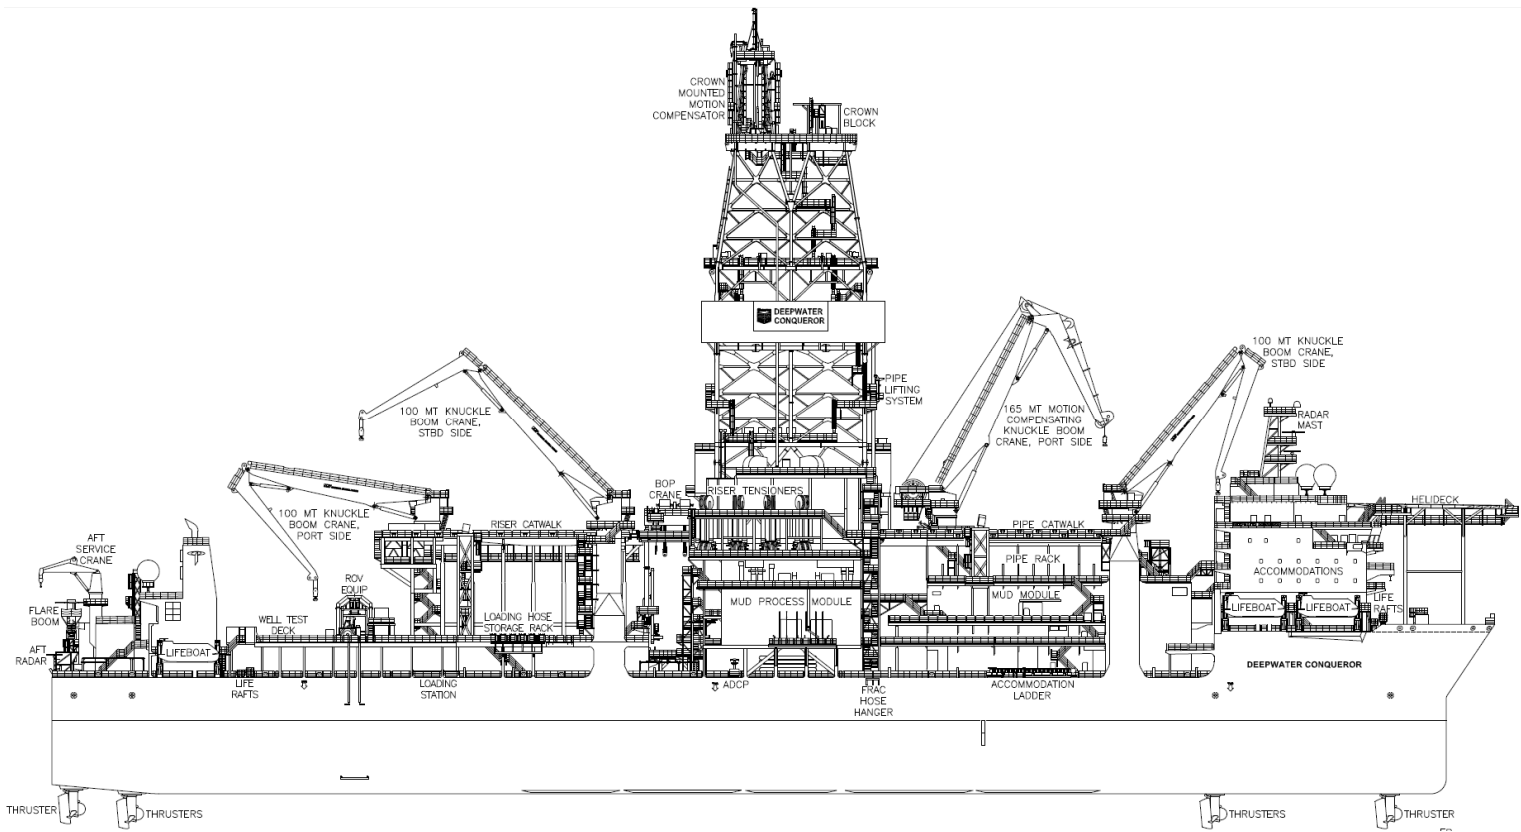 CROWN
MOUNTED
MOTION
COMPENSATOR
CROWN
BLOCK
DEEPWATER
CONQUEROR
100 MT KNUCKLE
BOOM CRANE,
STBD SIDE
PIPE
LIFTING
SYSTEM
165 MT MOTION
COMPENSATING
KNUCKLE BOOM
CRANE, PORT SIDE
100 MT KNUCKLE
BOOM CRANE,
STBD SIDE
RADAR
MAST
100 MT KNUCKLE
BOOM CRANE,
PORT SIDE
BOP
CRANE
RISER TENSIONERS
HELIDECK
RISER CATWALK
PIPE CATWALK
AFT
SERVICE
CRANE
PIPE RACK
ACCOMMODATIONS
ROV
EQUIP
MUD MODULE
MUD PROCESS MODULE
FLARE
BOOM
WELL TEST
DECK
LOADING HOSE
STORAGE RACK
LIFEBOAT
LIFEBOAT
LIFE
RAFTS
AFT
RADAR
LIFEBOAT
LIFE
RAFTS
LOADING
STATION
ADCP
FRAC
HOSE
HANGER
ACCOMMODATION
LADDER
DEEPWATER CONQUEROR
THRUSTER
THRUSTERS
THRUSTERS
THRUSTER